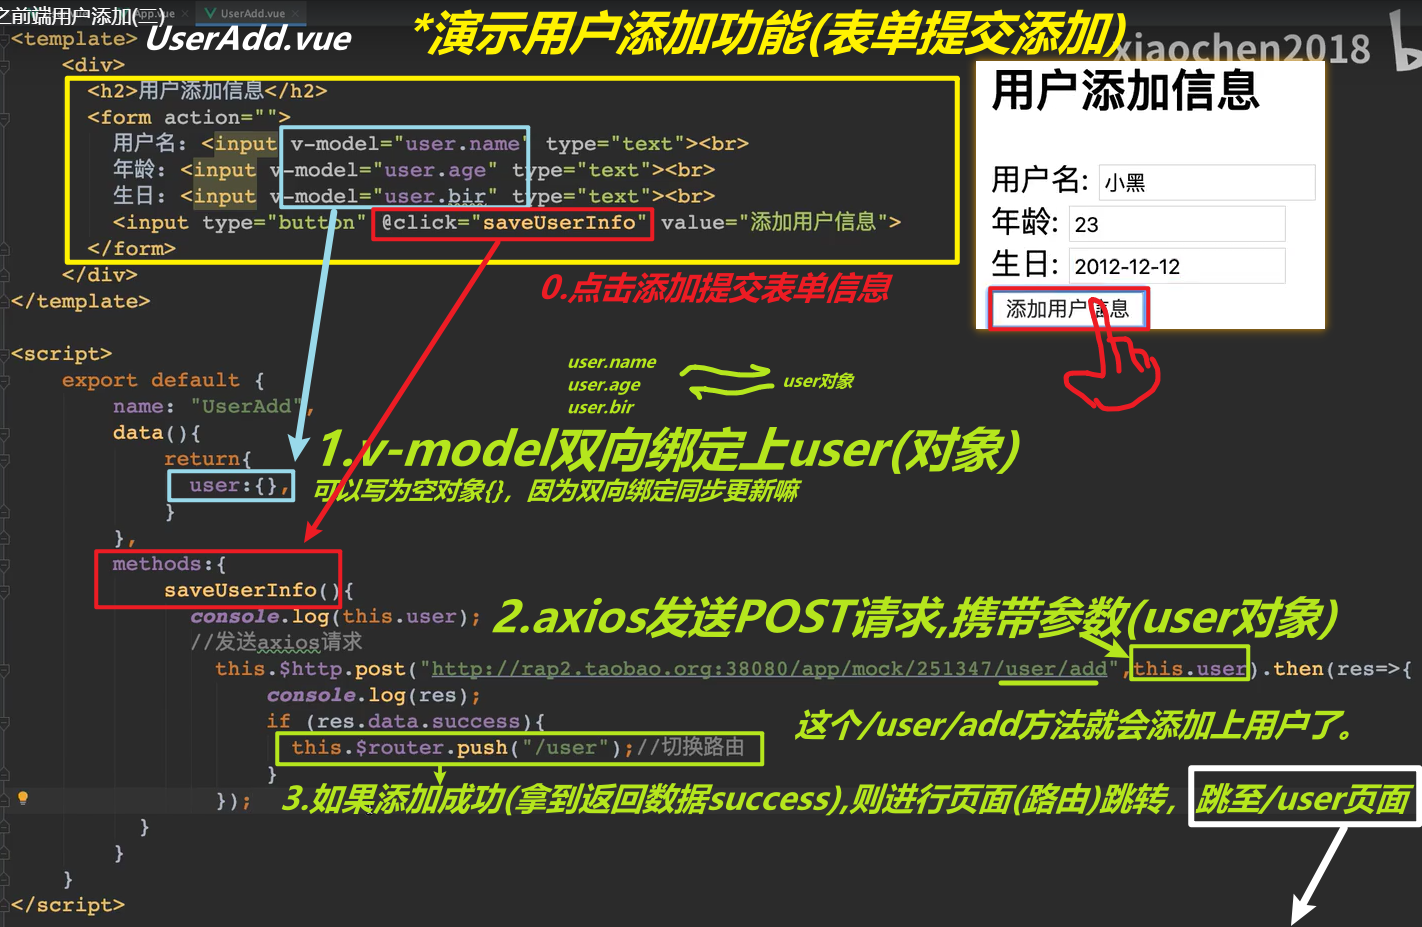 之前端用户添加(二)
App.vue
UserAdd.vue
<template>
UserAdd.vue
*演示用户添加功能(表单提交添加)
xiaochen2018
<div>
<h2>用户添加信息</h2>
<form action="">
用户名: <input v-model="user.name" type="text"><br>
年龄: <input v-model="user.age" type="text"><br>
生日: <input v-model="user.bir" type="text"><br>
<input type="button" @click="saveUserInfo" value="添加用户信息">
</form>
</div>
</template>
用户添加信息
用户名: 小黑
年龄: 23
生日: 2012-12-12
添加用户信息
0.点击添加提交表单信息
<script>
export default {
name: "UserAdd",
data(){
return{
user:{},
}
},
user.name
user.age
user.bir
user对象
1.v-model双向绑定上user(对象)
可以写为空对象{}，因为双向绑定同步更新嘛
methods:{
saveUserInfo(){
console.log(this.user);
//发送axios请求
2.axios发送POST请求,携带参数(user对象)
this.$http.post("http://rap2.taobao.org:38080/app/mock/251347/user/add",this.user).then(res=>{
console.log(res);
if (res.data.success){
这个/user/add方法就会添加上用户了。
this.$router.push("/user");//切换路由
}
});
3.如果添加成功(拿到返回数据success),则进行页面(路由)跳转，
跳至/user页面
}
}
}
</script>